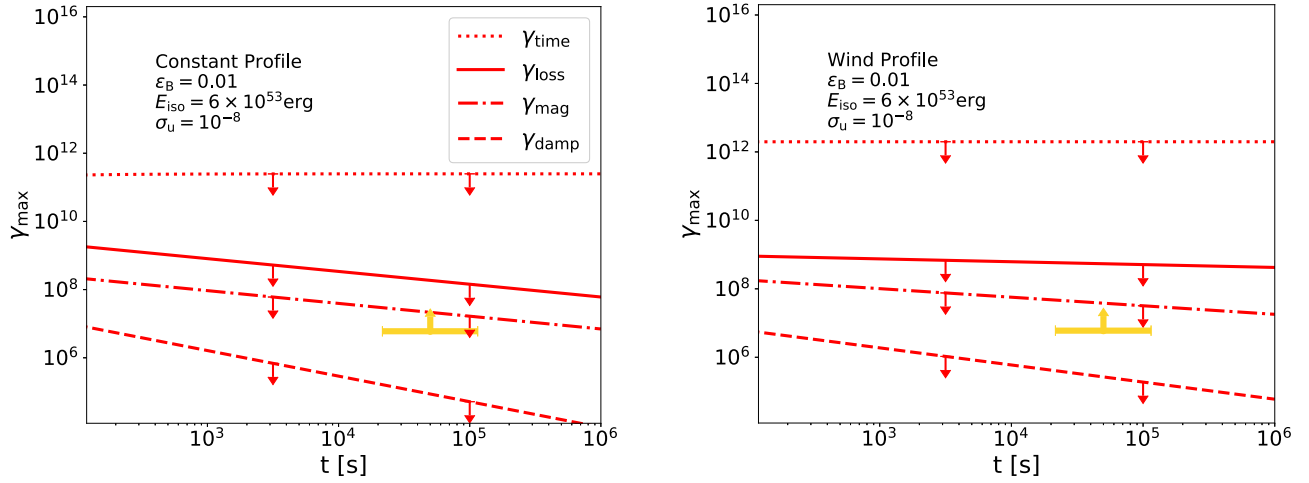 10^16
10^14
10^12
10^10
10^8
10^6
γ_max
Constant Profile
ε_B = 0.01
E_iso = 6 × 10^53 erg
σ_u = 10^−8
γ_time
γ_loss
γ_mag
γ_damp
10^3
10^4
10^5
10^6
t [s]
10^16
10^14
10^12
10^10
10^8
10^6
γ_max
Wind Profile
ε_B = 0.01
E_iso = 6 × 10^53 erg
σ_u = 10^−8
10^3
10^4
10^5
10^6
t [s]